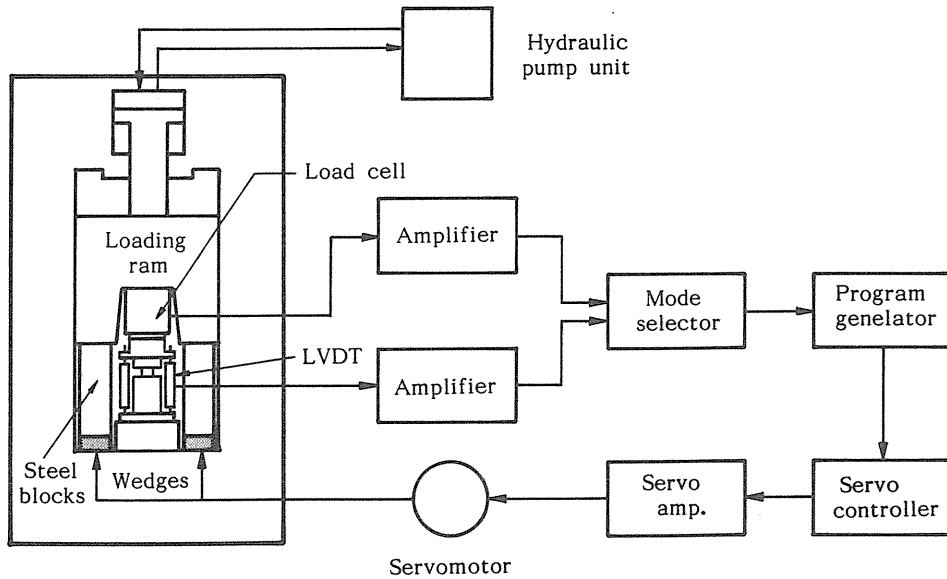 Hydraulic
pump unit
Load cell
Loading
ram
Amplifier
Mode
selector
Program
genelator
LVDT
Amplifier
Steel
blocks
Wedges
Servo
amp.
Servo
controller
Servomotor